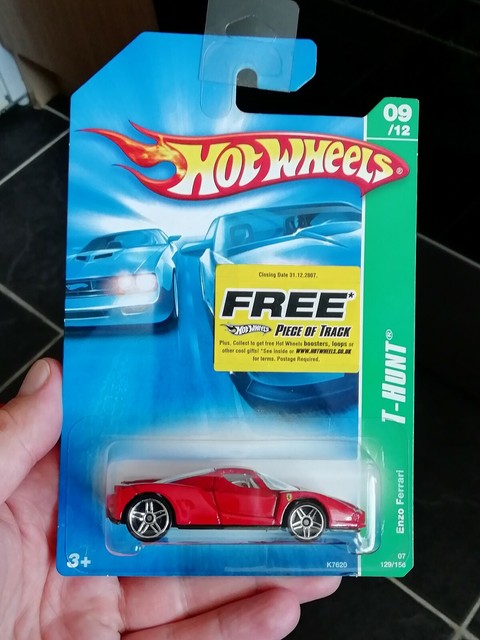 09
/12
HOT WHEELS®
Closing Date 31.12.2007.
FREE*
HOT WHEELS PIECE OF TRACK
Plus, Collect to get free Hot Wheels boosters, loops or
other cool gifts! *See inside or WWW.HOTWHEELS.CO.UK
for terms. Postage Required.
T-HUNT®
Enzo Ferrari
3+
K7620
07
129/156